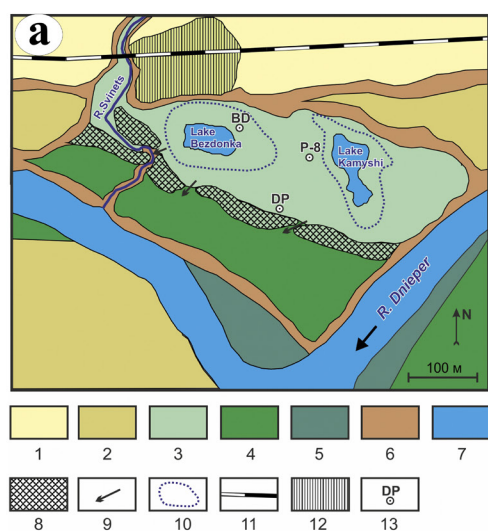 a
R.Svinets
BD
Lake
Bezdonka
P-8
Lake
Kamyshi
DP
R. Dnieper
N
100 м
1 2 3 4 5 6 7
DP
8 9 10 11 12 13